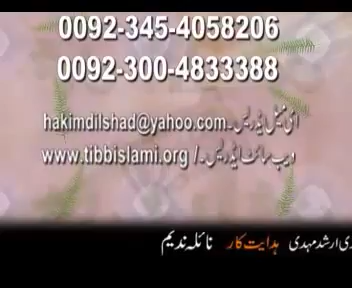 0092-345-4058206
0092-300-4833388
ای میل ایڈریس۔ hakimdilshad@yahoo.com
ویب سائٹ ایڈریس۔ / www.tibbislami.org
ری ارشد مہدی ہدایت کار نائلہ ندیم